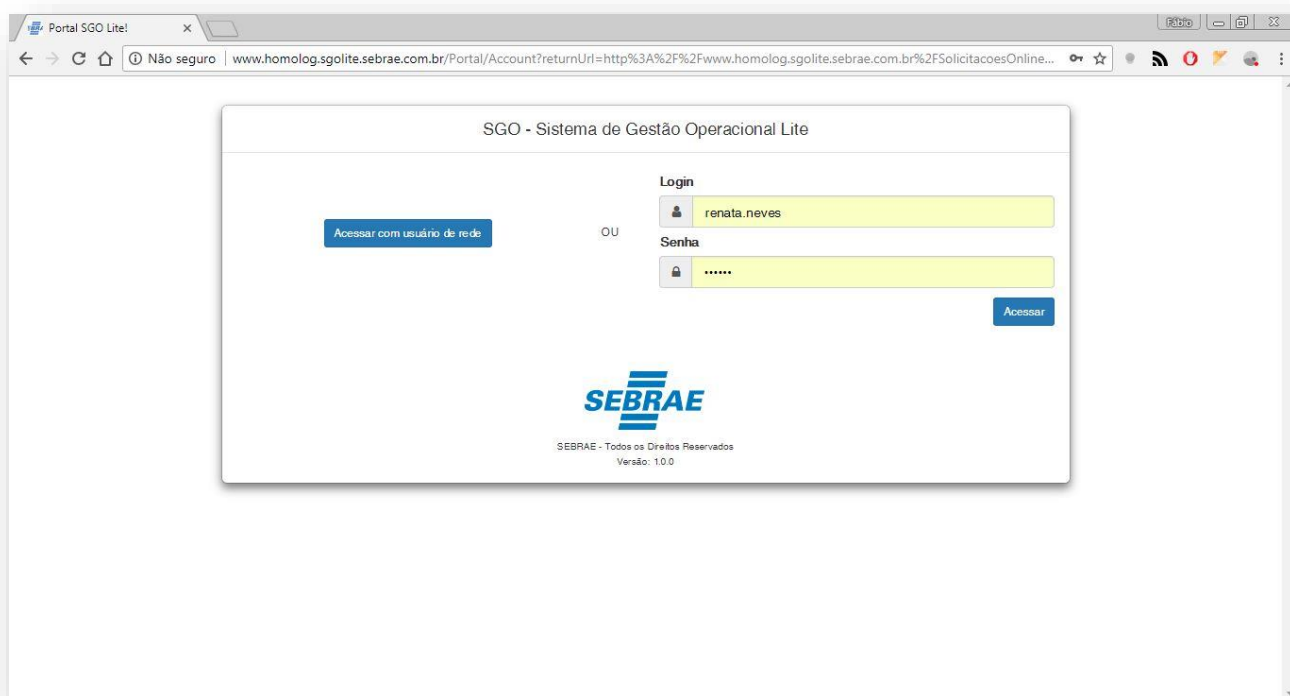 Portal SGO Lite!
Fábio
Não seguro www.homolog.sgolite.sebrae.com.br/Portal/Account?returnUrl=http%3A%2F%2Fwww.homolog.sgolite.sebrae.com.br%2FSolicitacoesOnline...
SGO - Sistema de Gestão Operacional Lite
Login
renata.neves
Acessar com usuário de rede
OU
Senha
••••••
Acessar
SEBRAE
SEBRAE - Todos os Direitos Reservados
Versão: 1.0.0